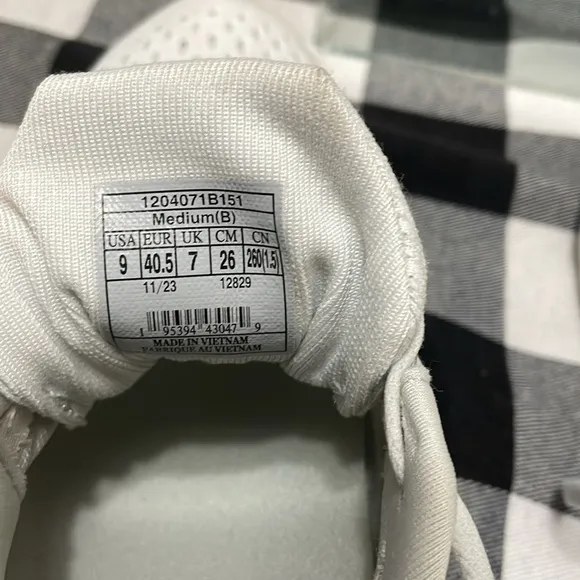 1204071B151
Medium(B)
USA EUR UK CM CN
9 40.5 7 26 260(1.5)
11/23 12829
1 95394 43047 9
MADE IN VIETNAM
FABRIQUE AU VIETNAM